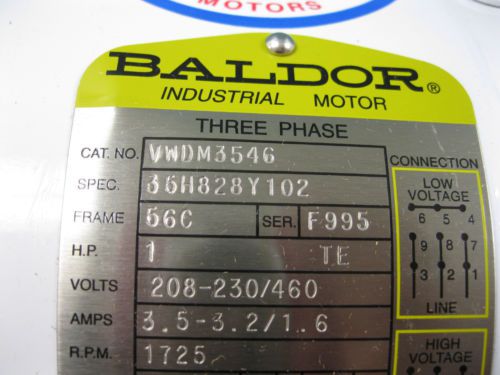 MOTORS
BALDOR®
INDUSTRIAL MOTOR
THREE PHASE
CAT. NO. VWDM3546
SPEC. 35H828Y102
FRAME 56C SER. F995
H.P. 1 TE
VOLTS 208-230/460
AMPS 3.5-3.2/1.6
R.P.M. 1725
CONNECTION
LOW
VOLTAGE
6 5 4
9 8 7
3 2 1
LINE
HIGH
VOLTAGE